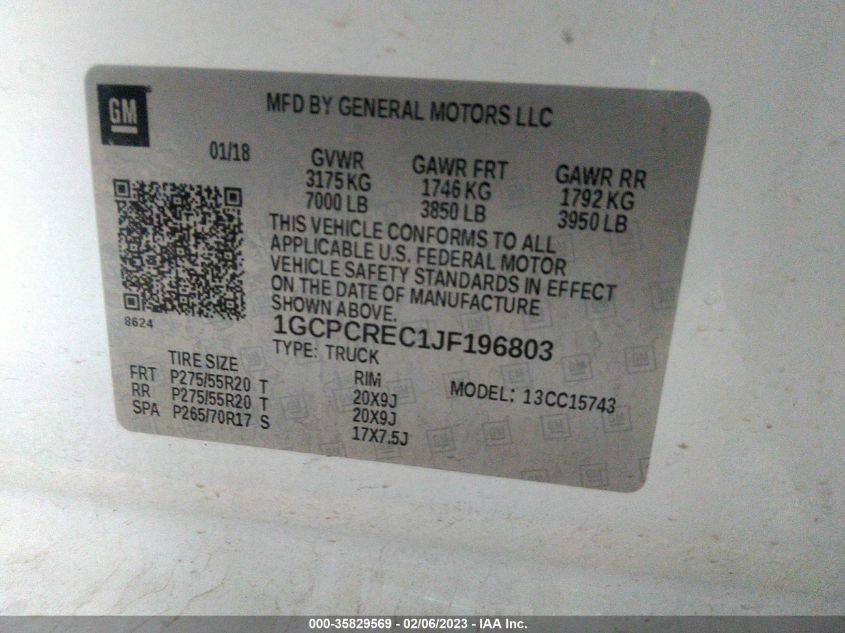 GM
MFD BY GENERAL MOTORS LLC
01/18
GVWR
3175 KG
7000 LB
GAWR FRT
1746 KG
3850 LB
GAWR RR
1792 KG
3950 LB
THIS VEHICLE CONFORMS TO ALL
APPLICABLE U.S. FEDERAL MOTOR
VEHICLE SAFETY STANDARDS IN EFFECT
ON THE DATE OF MANUFACTURE
SHOWN ABOVE.
8624
1GCPCREC1JF196803
TYPE: TRUCK
TIRE SIZE RIM
FRT P275/55R20 T 20X9J
RR P275/55R20 T 20X9J
SPA P265/70R17 S 17X7.5J
MODEL: 13CC15743
000-35829569 - 02/06/2023 - IAA Inc.